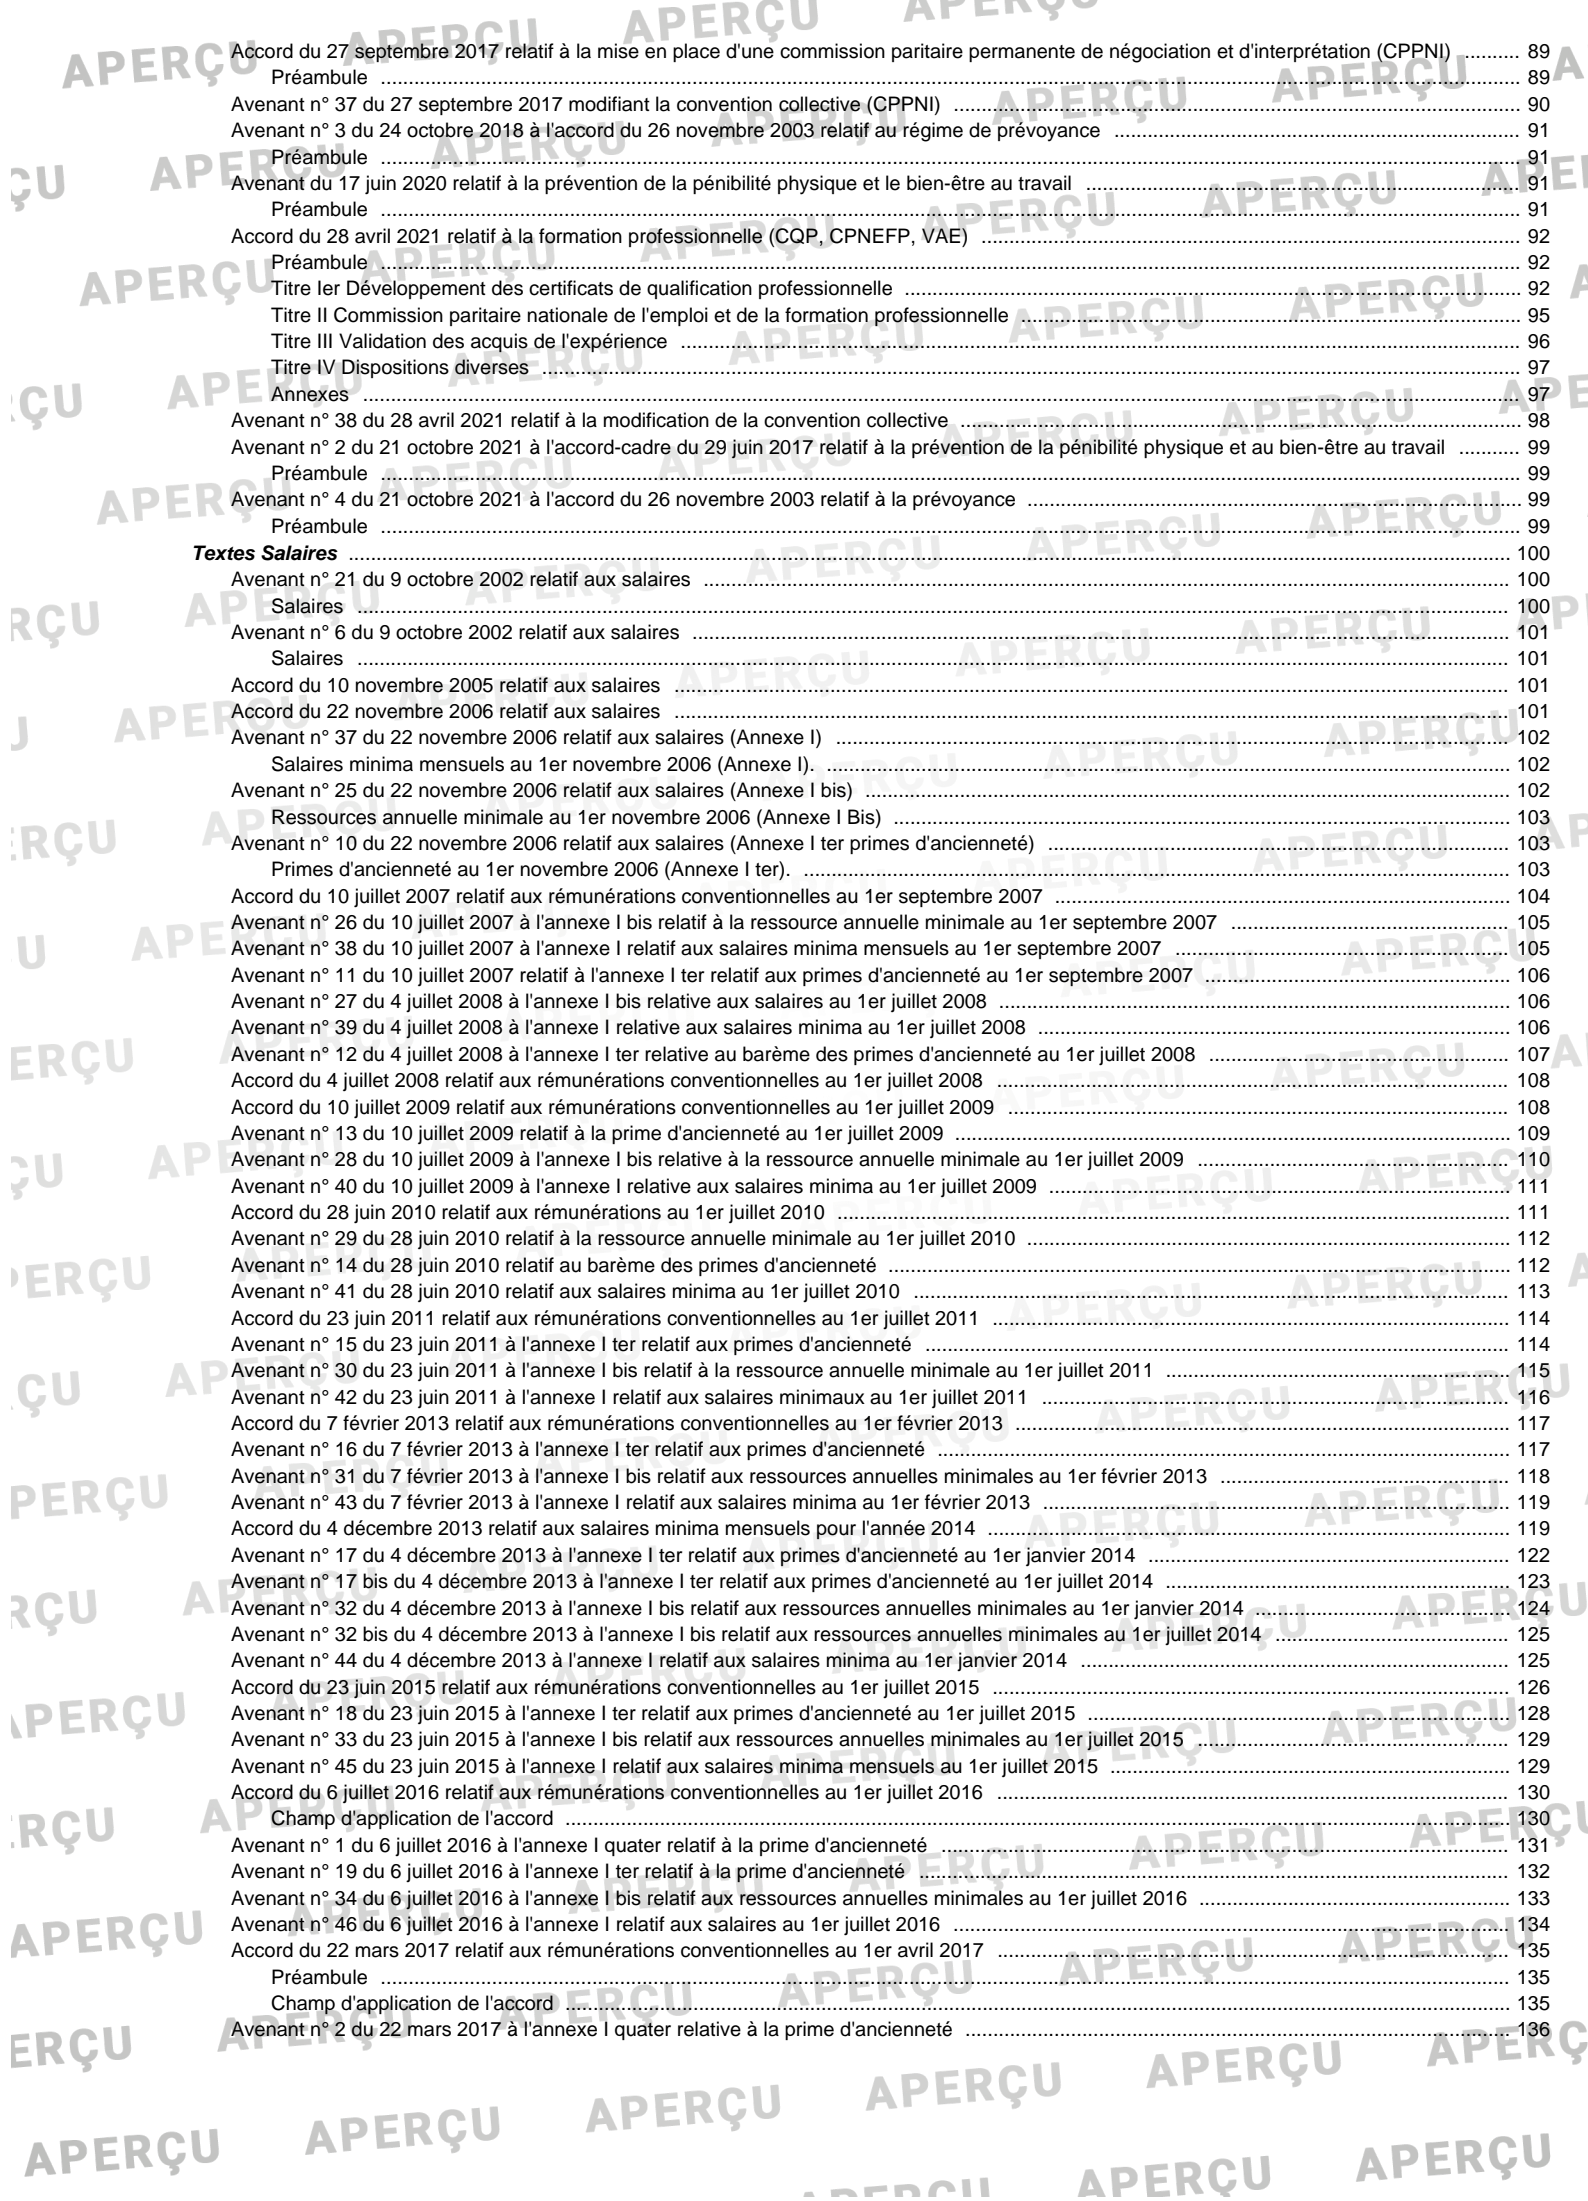 Accord du 27 septembre 2017 relatif à la mise en place d'une commission paritaire permanente de négociation et d'interprétation (CPPNI) ........... 89
Préambule ........... 89
Avenant n° 37 du 27 septembre 2017 modifiant la convention collective (CPPNI) ........... 90
Avenant n° 3 du 24 octobre 2018 à l'accord du 26 novembre 2003 relatif au régime de prévoyance ........... 91
Préambule ........... 91
Avenant du 17 juin 2020 relatif à la prévention de la pénibilité physique et le bien-être au travail ........... 91
Préambule ........... 91
Accord du 28 avril 2021 relatif à la formation professionnelle (CQP, CPNEFP, VAE) ........... 92
Préambule ........... 92
Titre Ier Développement des certificats de qualification professionnelle ........... 92
Titre II Commission paritaire nationale de l'emploi et de la formation professionnelle ........... 95
Titre III Validation des acquis de l'expérience ........... 96
Titre IV Dispositions diverses ........... 97
Annexes ........... 97
Avenant n° 38 du 28 avril 2021 relatif à la modification de la convention collective ........... 98
Avenant n° 2 du 21 octobre 2021 à l'accord-cadre du 29 juin 2017 relatif à la prévention de la pénibilité physique et au bien-être au travail ........... 99
Préambule ........... 99
Avenant n° 4 du 21 octobre 2021 à l'accord du 26 novembre 2003 relatif à la prévoyance ........... 99
Préambule ........... 99
Textes Salaires ........... 100
Avenant n° 21 du 9 octobre 2002 relatif aux salaires ........... 100
Salaires ........... 100
Avenant n° 6 du 9 octobre 2002 relatif aux salaires ........... 101
Salaires ........... 101
Accord du 10 novembre 2005 relatif aux salaires ........... 101
Accord du 22 novembre 2006 relatif aux salaires ........... 101
Avenant n° 37 du 22 novembre 2006 relatif aux salaires (Annexe I) ........... 102
Salaires minima mensuels au 1er novembre 2006 (Annexe I). ........... 102
Avenant n° 25 du 22 novembre 2006 relatif aux salaires (Annexe I bis) ........... 102
Ressources annuelle minimale au 1er novembre 2006 (Annexe I Bis) ........... 103
Avenant n° 10 du 22 novembre 2006 relatif aux salaires (Annexe I ter primes d'ancienneté) ........... 103
Primes d'ancienneté au 1er novembre 2006 (Annexe I ter). ........... 103
Accord du 10 juillet 2007 relatif aux rémunérations conventionnelles au 1er septembre 2007 ........... 104
Avenant n° 26 du 10 juillet 2007 à l'annexe I bis relatif à la ressource annuelle minimale au 1er septembre 2007 ........... 105
Avenant n° 38 du 10 juillet 2007 à l'annexe I relatif aux salaires minima mensuels au 1er septembre 2007 ........... 105
Avenant n° 11 du 10 juillet 2007 relatif à l'annexe I ter relatif aux primes d'ancienneté au 1er septembre 2007 ........... 106
Avenant n° 27 du 4 juillet 2008 à l'annexe I bis relative aux salaires au 1er juillet 2008 ........... 106
Avenant n° 39 du 4 juillet 2008 à l'annexe I relative aux salaires minima au 1er juillet 2008 ........... 106
Avenant n° 12 du 4 juillet 2008 à l'annexe I ter relative au barème des primes d'ancienneté au 1er juillet 2008 ........... 107
Accord du 4 juillet 2008 relatif aux rémunérations conventionnelles au 1er juillet 2008 ........... 108
Accord du 10 juillet 2009 relatif aux rémunérations conventionnelles au 1er juillet 2009 ........... 108
Avenant n° 13 du 10 juillet 2009 relatif à la prime d'ancienneté au 1er juillet 2009 ........... 109
Avenant n° 28 du 10 juillet 2009 à l'annexe I bis relative à la ressource annuelle minimale au 1er juillet 2009 ........... 110
Avenant n° 40 du 10 juillet 2009 à l'annexe I relative aux salaires minima au 1er juillet 2009 ........... 111
Accord du 28 juin 2010 relatif aux rémunérations au 1er juillet 2010 ........... 111
Avenant n° 29 du 28 juin 2010 relatif à la ressource annuelle minimale au 1er juillet 2010 ........... 112
Avenant n° 14 du 28 juin 2010 relatif au barème des primes d'ancienneté ........... 112
Avenant n° 41 du 28 juin 2010 relatif aux salaires minima au 1er juillet 2010 ........... 113
Accord du 23 juin 2011 relatif aux rémunérations conventionnelles au 1er juillet 2011 ........... 114
Avenant n° 15 du 23 juin 2011 à l'annexe I ter relatif aux primes d'ancienneté ........... 114
Avenant n° 30 du 23 juin 2011 à l'annexe I bis relatif à la ressource annuelle minimale au 1er juillet 2011 ........... 115
Avenant n° 42 du 23 juin 2011 à l'annexe I relatif aux salaires minimaux au 1er juillet 2011 ........... 116
Accord du 7 février 2013 relatif aux rémunérations conventionnelles au 1er février 2013 ........... 117
Avenant n° 16 du 7 février 2013 à l'annexe I ter relatif aux primes d'ancienneté ........... 117
Avenant n° 31 du 7 février 2013 à l'annexe I bis relatif aux ressources annuelles minimales au 1er février 2013 ........... 118
Avenant n° 43 du 7 février 2013 à l'annexe I relatif aux salaires minima au 1er février 2013 ........... 119
Accord du 4 décembre 2013 relatif aux salaires minima mensuels pour l'année 2014 ........... 119
Avenant n° 17 du 4 décembre 2013 à l'annexe I ter relatif aux primes d'ancienneté au 1er janvier 2014 ........... 122
Avenant n° 17 bis du 4 décembre 2013 à l'annexe I ter relatif aux primes d'ancienneté au 1er juillet 2014 ........... 123
Avenant n° 32 du 4 décembre 2013 à l'annexe I bis relatif aux ressources annuelles minimales au 1er janvier 2014 ........... 124
Avenant n° 32 bis du 4 décembre 2013 à l'annexe I bis relatif aux ressources annuelles minimales au 1er juillet 2014 ........... 125
Avenant n° 44 du 4 décembre 2013 à l'annexe I relatif aux salaires minima au 1er janvier 2014 ........... 125
Accord du 23 juin 2015 relatif aux rémunérations conventionnelles au 1er juillet 2015 ........... 126
Avenant n° 18 du 23 juin 2015 à l'annexe I ter relatif aux primes d'ancienneté au 1er juillet 2015 ........... 128
Avenant n° 33 du 23 juin 2015 à l'annexe I bis relatif aux ressources annuelles minimales au 1er juillet 2015 ........... 129
Avenant n° 45 du 23 juin 2015 à l'annexe I relatif aux salaires minima mensuels au 1er juillet 2015 ........... 129
Accord du 6 juillet 2016 relatif aux rémunérations conventionnelles au 1er juillet 2016 ........... 130
Champ d'application de l'accord ........... 130
Avenant n° 1 du 6 juillet 2016 à l'annexe I quater relatif à la prime d'ancienneté ........... 131
Avenant n° 19 du 6 juillet 2016 à l'annexe I ter relatif à la prime d'ancienneté ........... 132
Avenant n° 34 du 6 juillet 2016 à l'annexe I bis relatif aux ressources annuelles minimales au 1er juillet 2016 ........... 133
Avenant n° 46 du 6 juillet 2016 à l'annexe I relatif aux salaires au 1er juillet 2016 ........... 134
Accord du 22 mars 2017 relatif aux rémunérations conventionnelles au 1er avril 2017 ........... 135
Préambule ........... 135
Champ d'application de l'accord ........... 135
Avenant n° 2 du 22 mars 2017 à l'annexe I quater relative à la prime d'ancienneté ........... 136
APERÇU